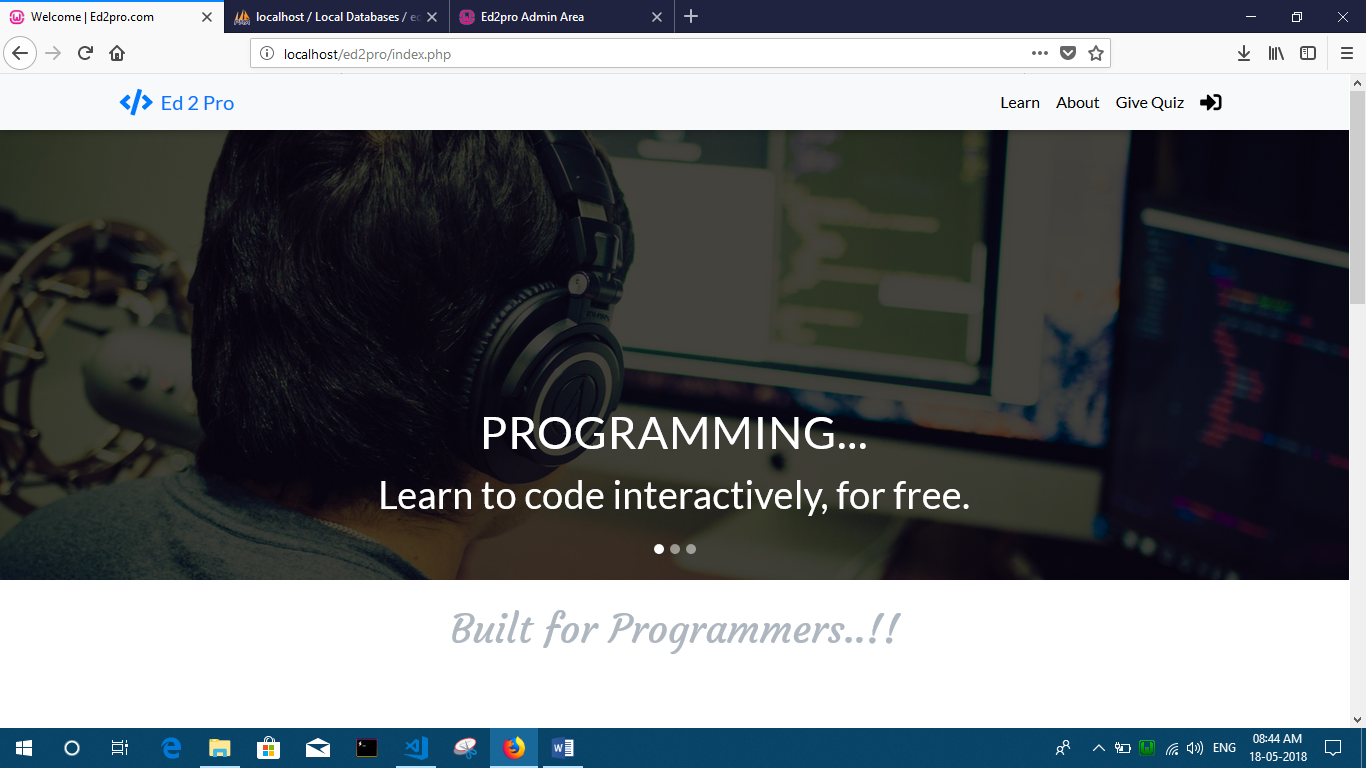 Welcome | Ed2pro.com
localhost / Local Databases / ed
Ed2pro Admin Area
localhost/ed2pro/index.php
Ed 2 Pro
Learn
About
Give Quiz
PROGRAMMING...
Learn to code interactively, for free.
Built for Programmers..!!
ENG
08:44 AM
18-05-2018